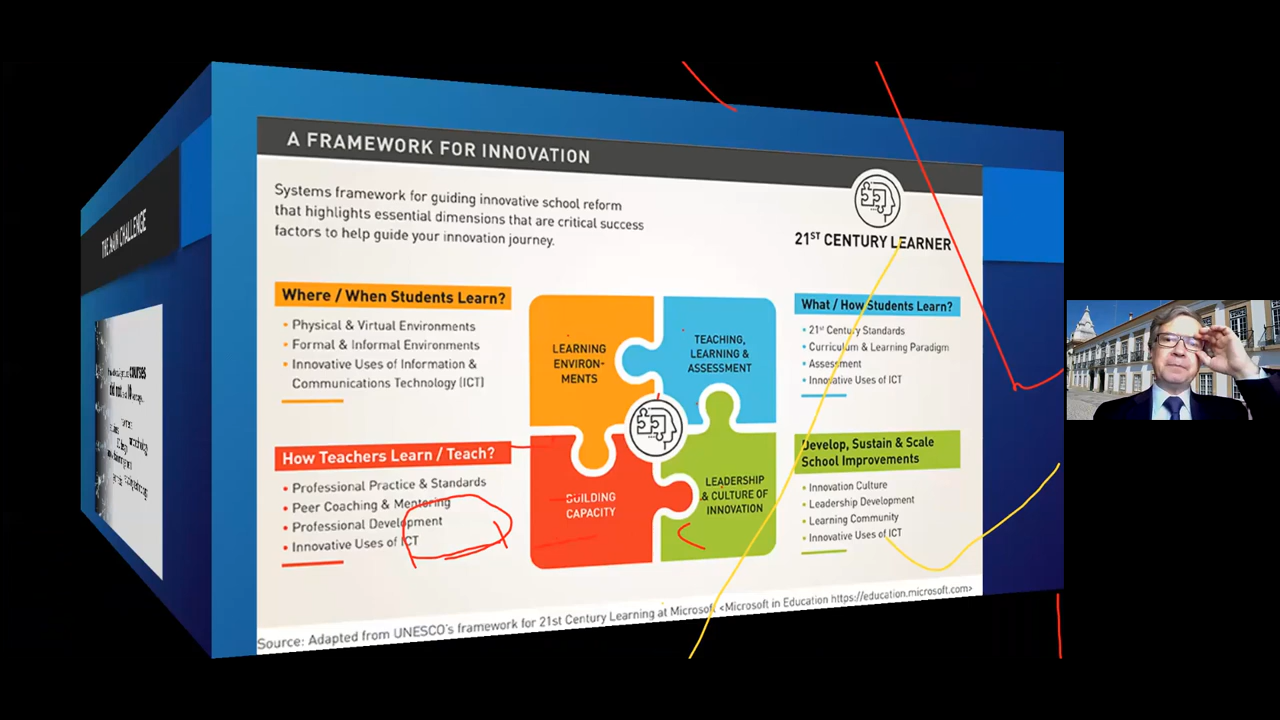 THE MAIN CHALLENGE
courses
did not
A FRAMEWORK FOR INNOVATION
Systems framework for guiding innovative school reform
that highlights essential dimensions that are critical success
factors to help guide your innovation journey.
21ST CENTURY LEARNER
Where / When Students Learn?
• Physical & Virtual Environments
• Formal & Informal Environments
• Innovative Uses of Information &
Communications Technology (ICT)
How Teachers Learn / Teach?
• Professional Practice & Standards
• Peer Coaching & Mentoring
• Professional Development
• Innovative Uses of ICT
LEARNING
ENVIRON-
MENTS
TEACHING,
LEARNING &
ASSESSMENT
BUILDING
CAPACITY
LEADERSHIP
& CULTURE OF
INNOVATION
What / How Students Learn?
• 21st Century Standards
• Curriculum & Learning Paradigm
• Assessment
• Innovative Uses of ICT
Develop, Sustain & Scale
School Improvements
• Innovation Culture
• Leadership Development
• Learning Community
• Innovative Uses of ICT
Source: Adapted from UNESCO's framework for 21st Century Learning at Microsoft <Microsoft in Education https://education.microsoft.com>